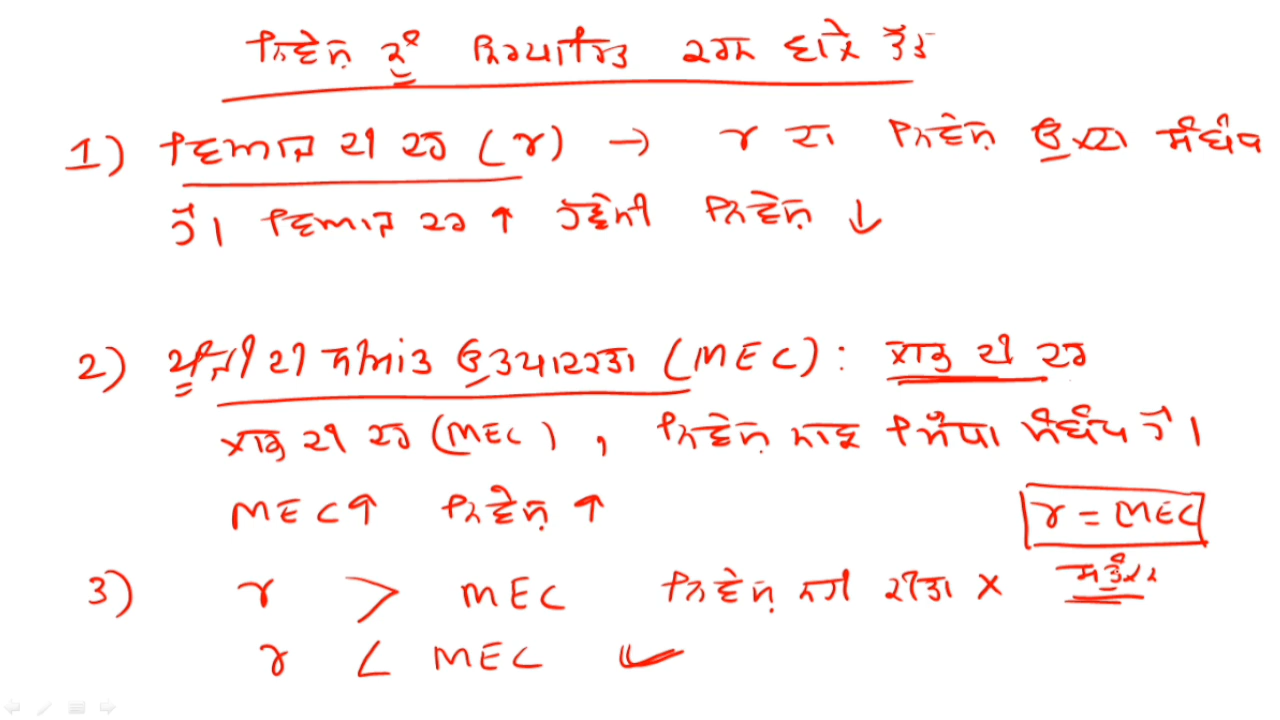 ਨਿਵੇਸ਼ ਨੂੰ ਨਿਰਧਾਰਿਤ ਕਰਨ ਵਾਲੇ ਤੱਤ
1) ਵਿਆਜ ਦੀ ਦਰ (r) → r ਦਾ ਨਿਵੇਸ਼ ਉਲਟਾ ਸੰਬੰਧ
ਹੈ। ਵਿਆਜ ਦਰ ↑ ਹੋਵੇਗੀ ਨਿਵੇਸ਼ ↓
2) ਪੂੰਜੀ ਦੀ ਸੀਮਾਂਤ ਉਤਪਾਦਕਤਾ (MEC) : ਲਾਭ ਦੀ ਦਰ
ਲਾਭ ਦੀ ਦਰ (MEC) , ਨਿਵੇਸ਼ ਨਾਲ ਸਿੱਧਾ ਸੰਬੰਧ ਹੈ।
MEC ↑ ਨਿਵੇਸ਼ ↑
r = MEC
ਸੰਤੁਲਨ
3) r > MEC ਨਿਵੇਸ਼ ਨਹੀਂ ਕੀਤਾ ×
r < MEC ✓